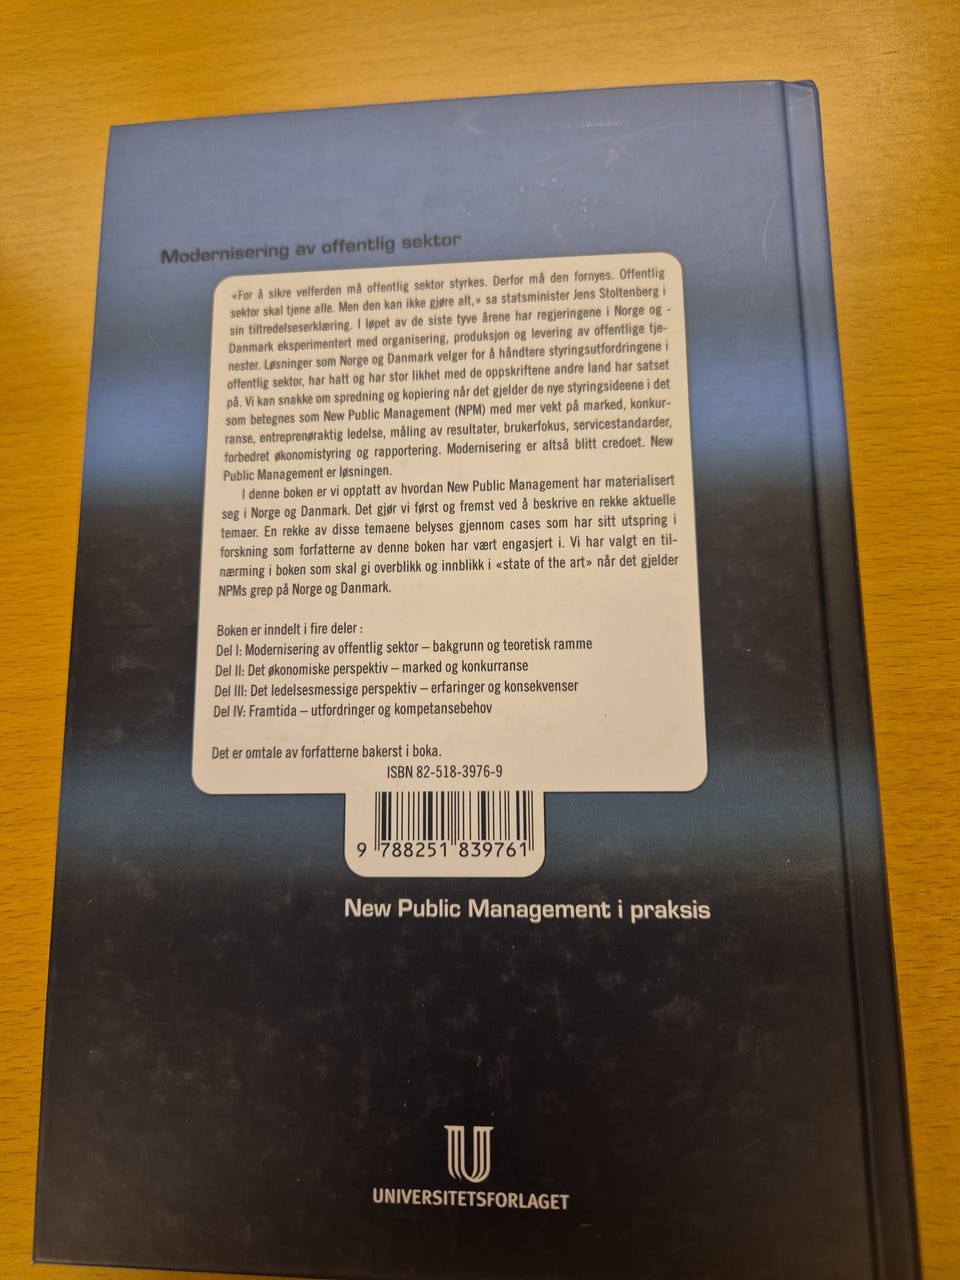 Modernisering av offentlig sektor
«For å sikre velferden må offentlig sektor styrkes. Derfor må den fornyes. Offentlig
sektor skal tjene alle. Men den kan ikke gjøre alt,» sa statsminister Jens Stoltenberg i
sin tiltredelseserklæring. I løpet av de siste tyve årene har regjeringene i Norge og -
Danmark eksperimentert med organisering, produksjon og levering av offentlige tje-
nester. Løsninger som Norge og Danmark velger for å håndtere styringsutfordringene i
offentlig sektor, har hatt og har stor likhet med de oppskriftene andre land har satset
på. Vi kan snakke om spredning og kopiering når det gjelder de nye styringsideene i det
som betegnes som New Public Management (NPM) med mer vekt på marked, konkur-
ranse, entreprenøraktig ledelse, måling av resultater, brukerfokus, servicestandarder,
forbedret økonomistyring og rapportering. Modernisering er altså blitt credoet. New
Public Management er løsningen.
I denne boken er vi opptatt av hvordan New Public Management har materialisert
seg i Norge og Danmark. Det gjør vi først og fremst ved å beskrive en rekke aktuelle
temaer. En rekke av disse temaene belyses gjennom cases som har sitt utspring i
forskning som forfatterne av denne boken har vært engasjert i. Vi har valgt en til-
nærming i boken som skal gi overblikk og innblikk i «state of the art» når det gjelder
NPMs grep på Norge og Danmark.
Boken er inndelt i fire deler :
Del I: Modernisering av offentlig sektor – bakgrunn og teoretisk ramme
Del II: Det økonomiske perspektiv – marked og konkurranse
Del III: Det ledelsesmessige perspektiv – erfaringer og konsekvenser
Del IV: Framtida – utfordringer og kompetansebehov
Det er omtale av forfatterne bakerst i boka.
ISBN 82-518-3976-9
9 788251 839761
New Public Management i praksis
UNIVERSITETSFORLAGET